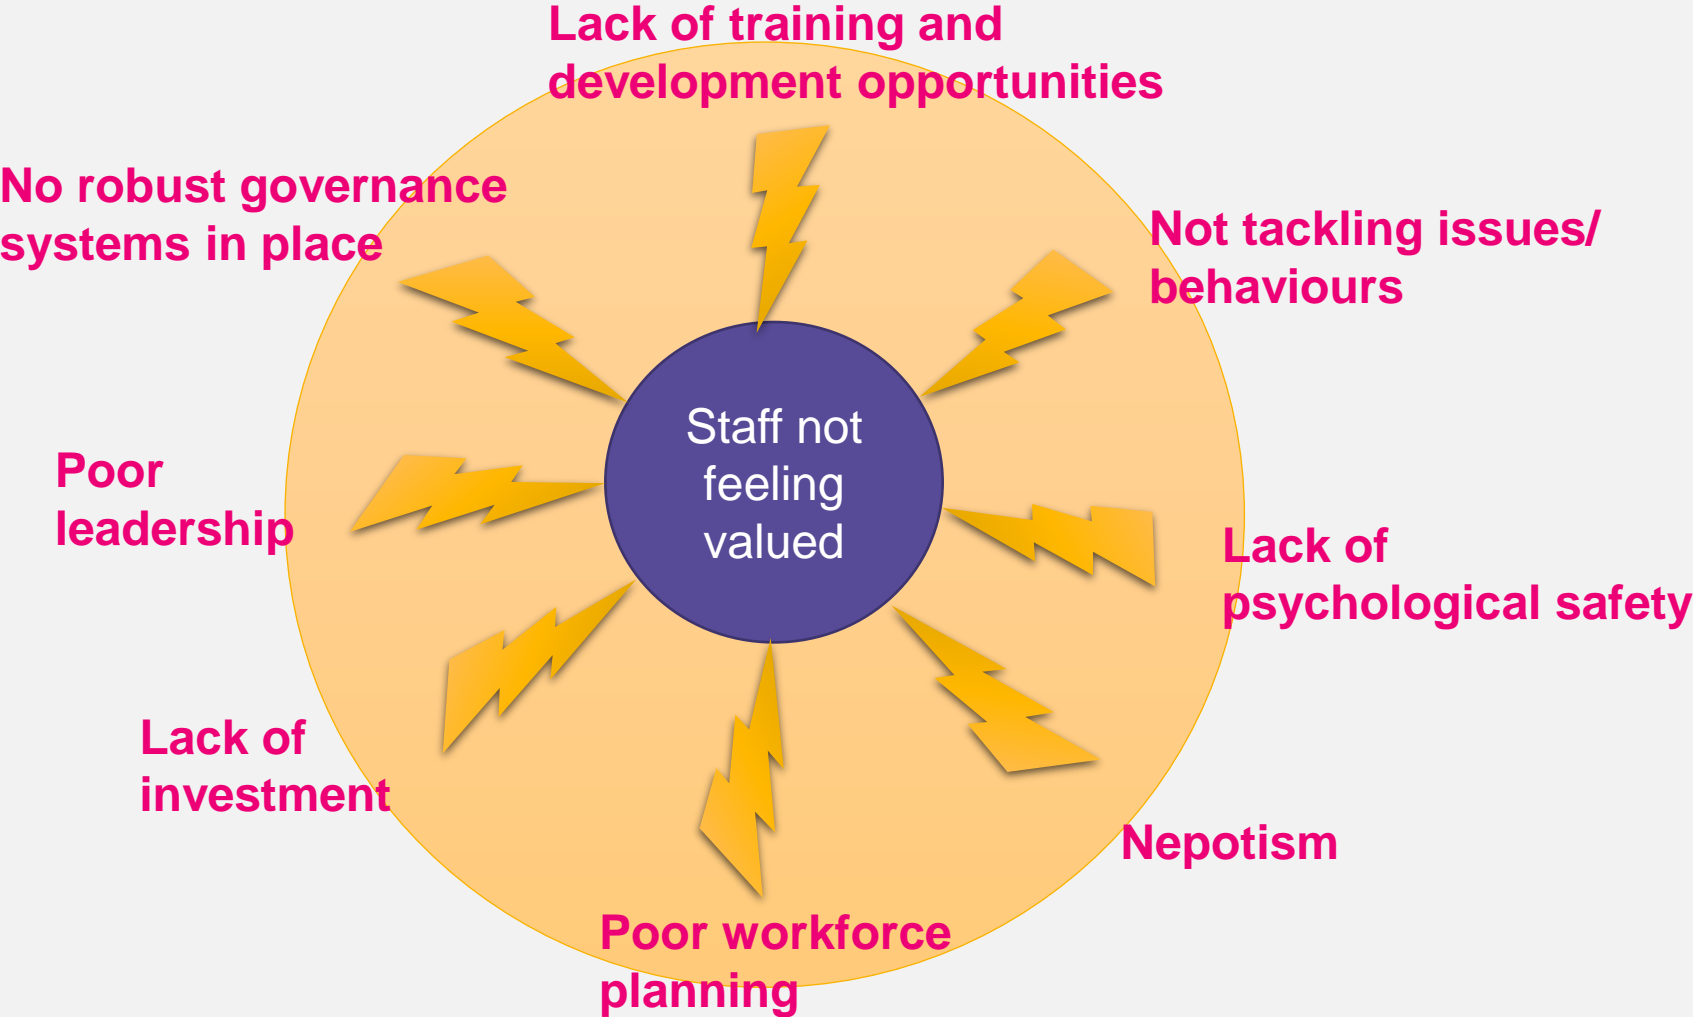 Lack of training and
development opportunities
No robust governance
systems in place
Not tackling issues/
behaviours
Staff not
feeling
valued
Poor
leadership
Lack of
psychological safety
Lack of
investment
Nepotism
Poor workforce
planning